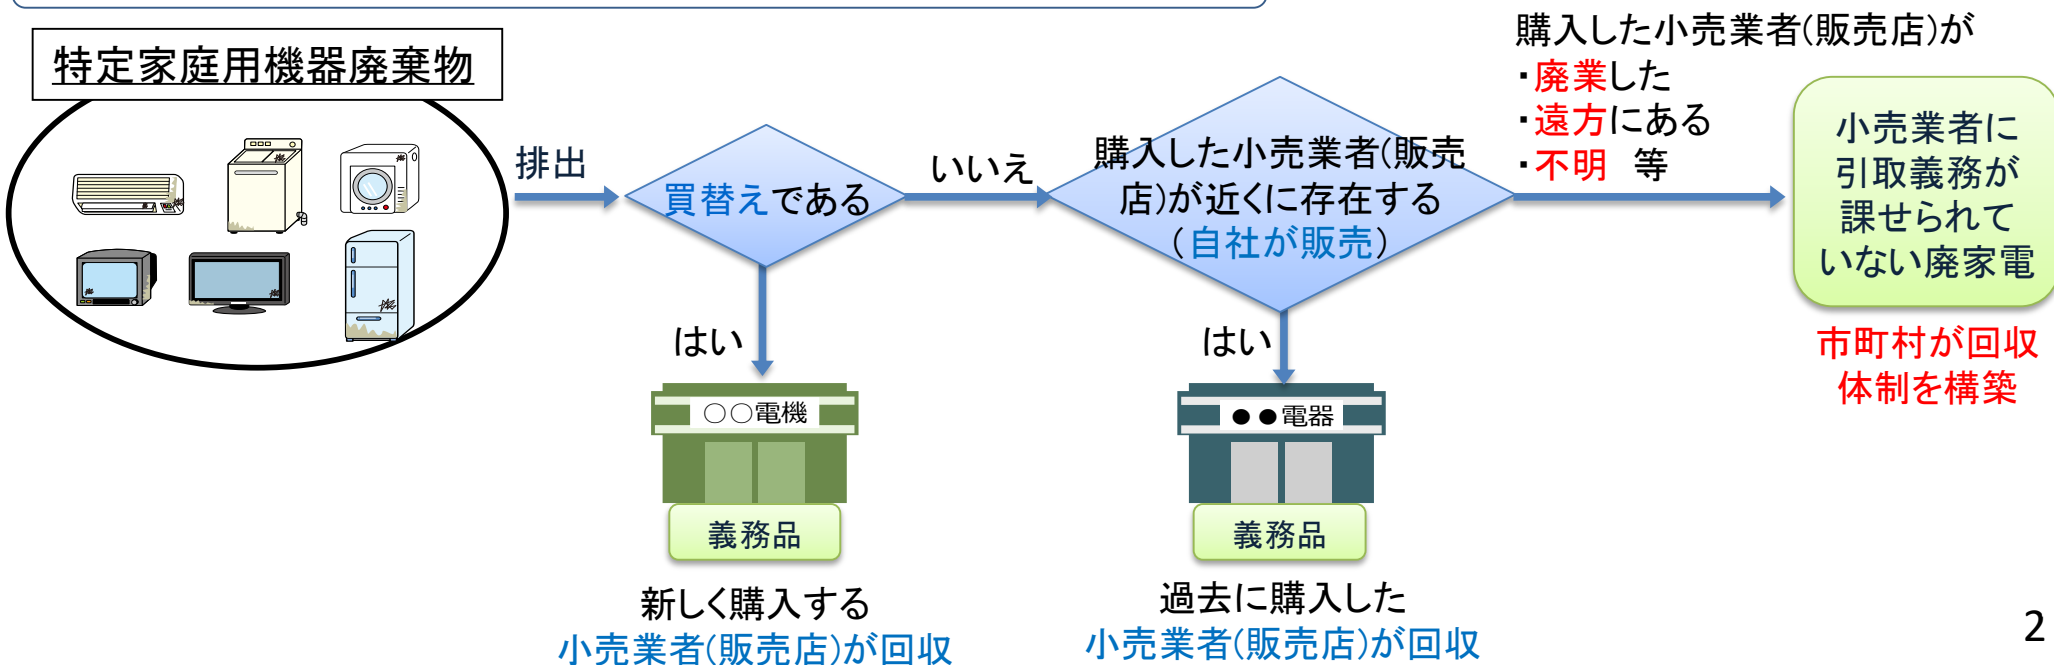 特定家庭用機器廃棄物
排出
買替えである
いいえ
購入した小売業者(販売
店)が近くに存在する
(自社が販売)
購入した小売業者(販売店)が
・廃業した
・遠方にある
・不明　等
小売業者に
引取義務が
課せられて
いない廃家電
市町村が回収
体制を構築
はい
○○電機
義務品
新しく購入する
小売業者(販売店)が回収
はい
●●電器
義務品
過去に購入した
小売業者(販売店)が回収
2